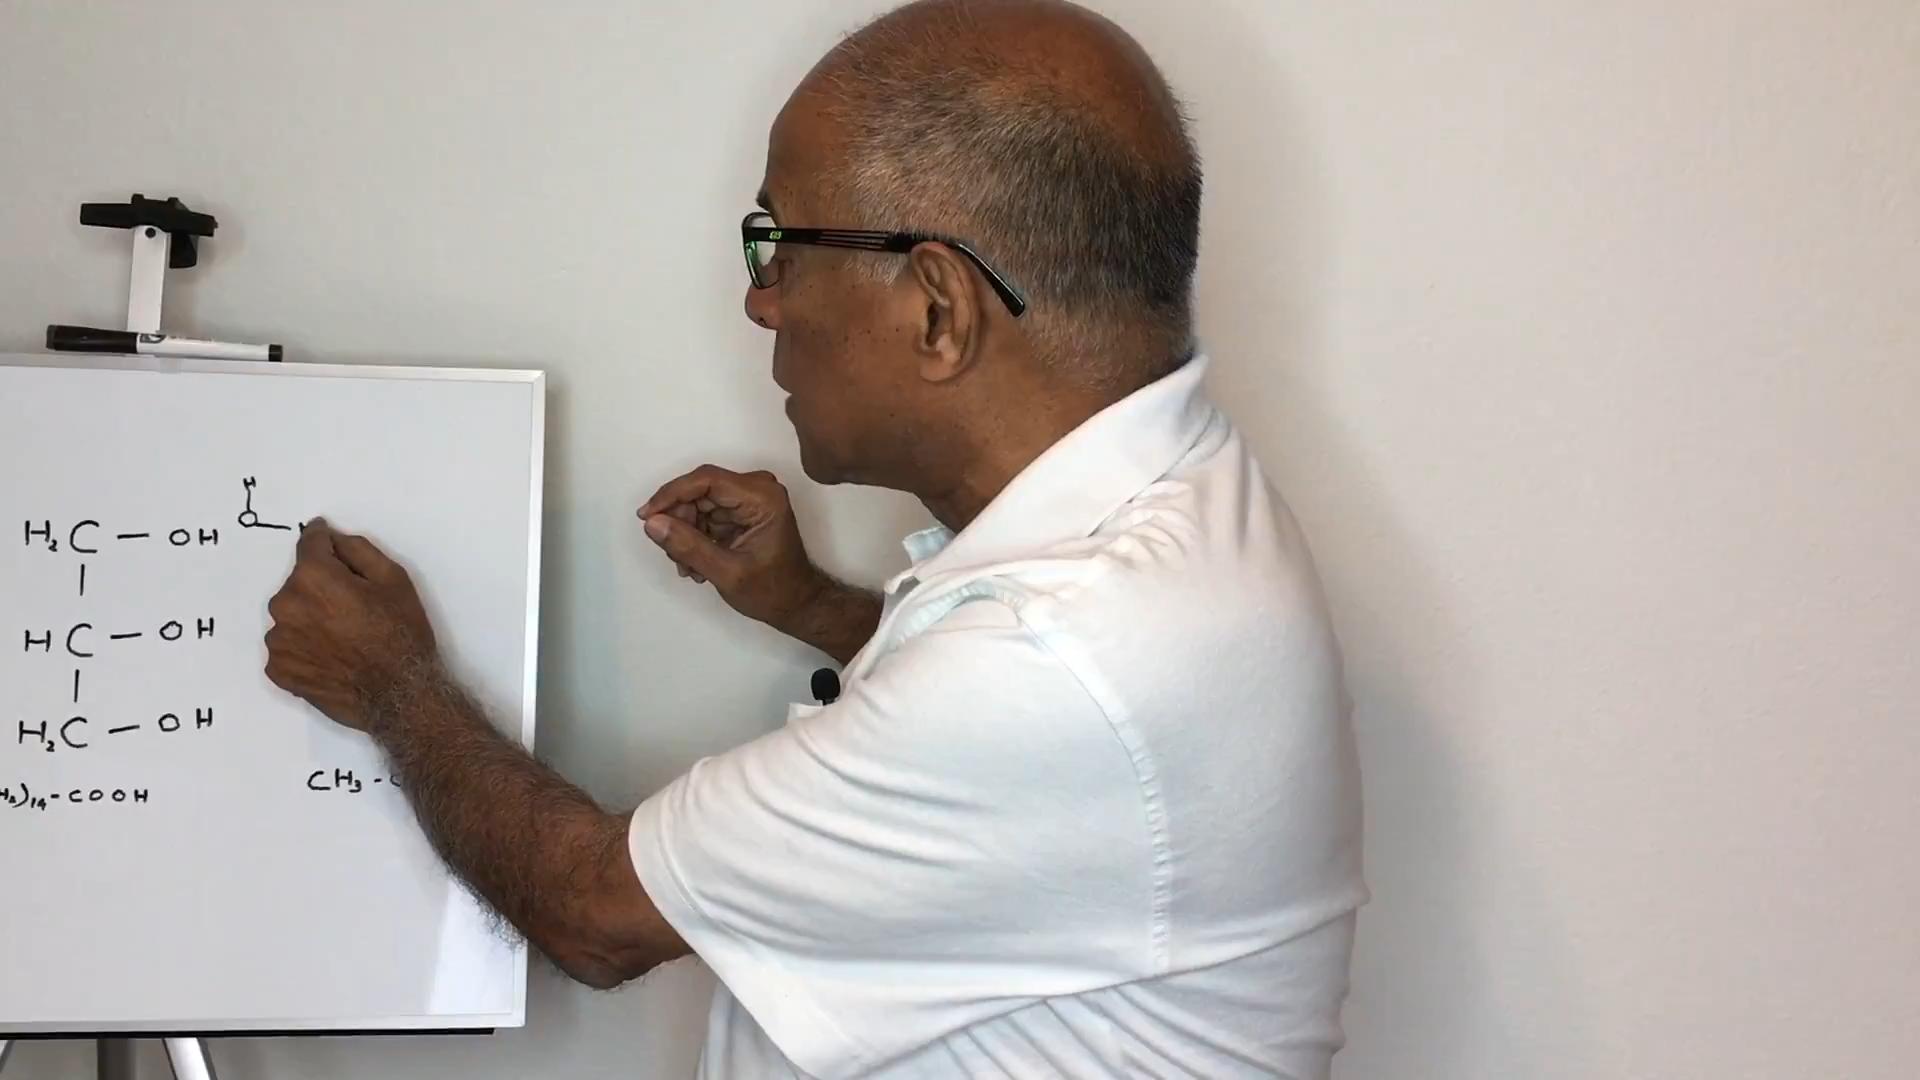 H
H₂C - OH O-
|
HC - OH
|
H₂C - OH
CH₃ -
)₁₄-COOH